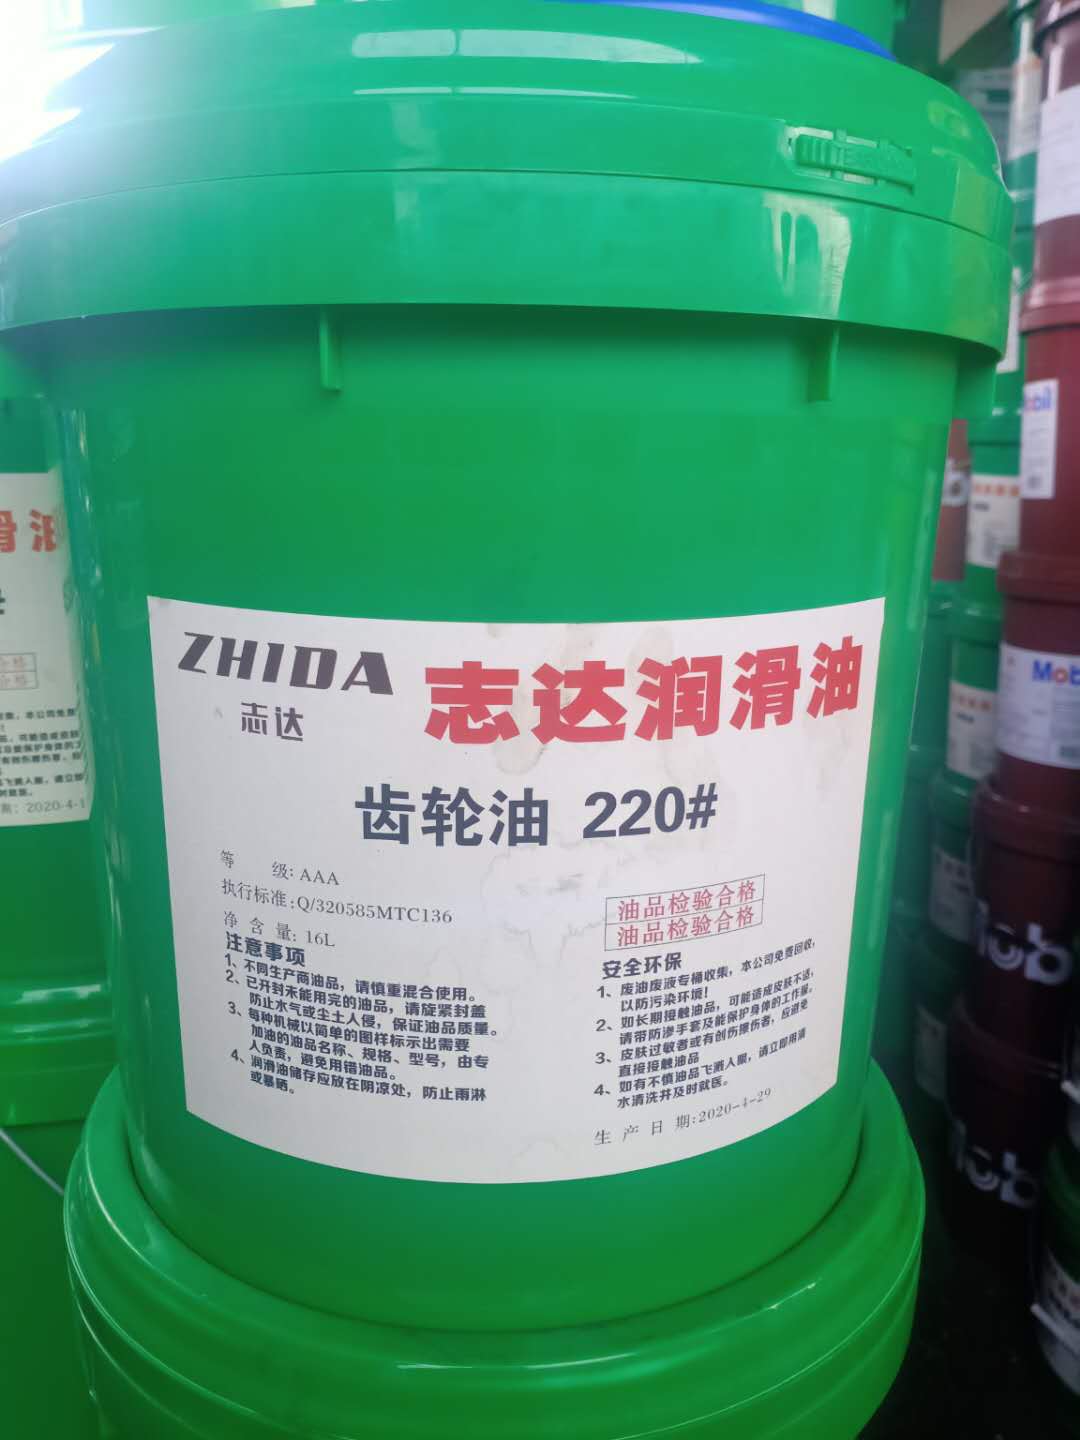 ZHIDA
志达
志达润滑油
齿轮油 220#
等 级: AAA
执行标准: Q/320585MTC136
净 含 量: 16L
油品检验合格
油品检验合格
注意事项
1、不同生产商油品，请慎重混合使用。
2、已开封未能用完的油品，请旋紧封盖
防止水气或尘土人侵，保证油品质量。
3、每种机械以简单的图样标示出需要
加油的油品名称、规格、型号，由专
人负责，避免用错油品。
4、润滑油储存应放在阴凉处，防止雨淋
或暴晒。
安全环保
1、废油废液专桶收集，本公司免费回收，
以防污染环境！
2、如长期接触油品，可能造成皮肤不适，
请带防渗手套及能保护身体的工作服。
3、皮肤过敏者或有创伤擦伤者，应避免
直接接触油品
4、如有不慎油品飞溅人眼，请立即用清
水清洗并及时就医。
生 产 日 期: 2020-4-29
滑油
2020-4-1
Mobil
Mobil